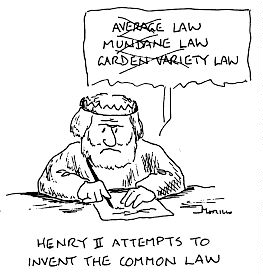 AVERAGE LAW
MUNDANE LAW
GARDEN VARIETY LAW
HENRY II ATTEMPTS TO
INVENT THE COMMON LAW